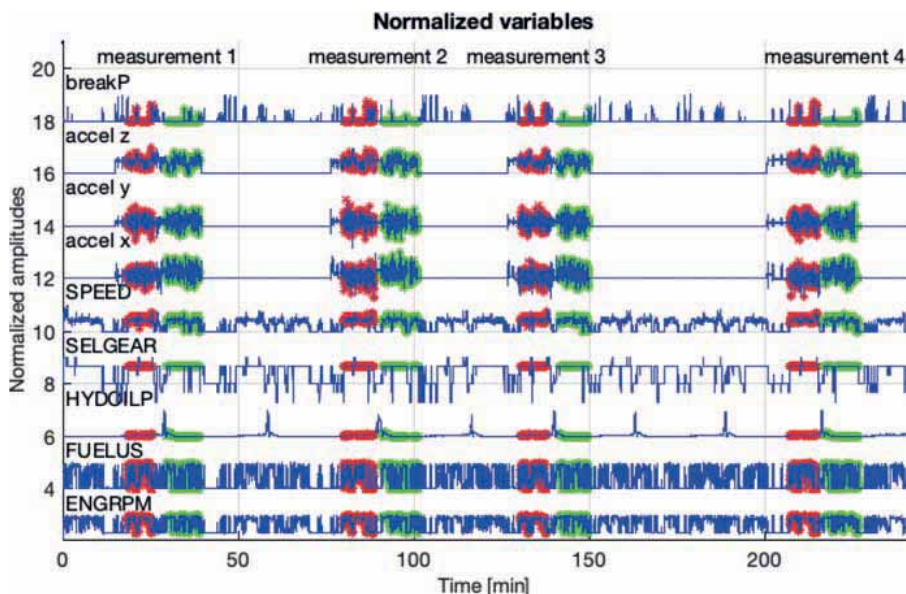 Normalized variables
measurement 1 measurement 2 measurement 3 measurement 4
20
breakP
18
accel z
16
accel y
14
accel x
12
SPEED
10
SELGEAR
8
HYDOILP
6
FUELUS
4
ENGRPM
0 50 100 150 200
Time [min]
Normalized amplitudes